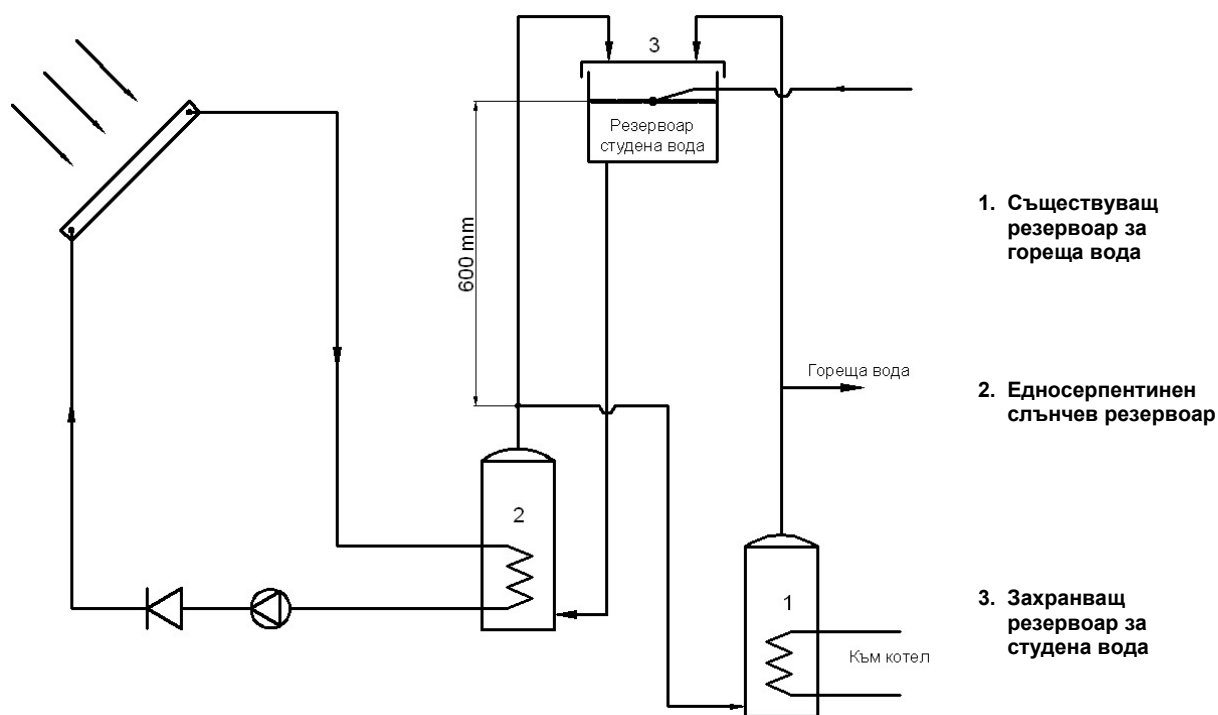 3
Резервоар
студена вода
600 mm
Гореща вода
2
1
Към котел
1. Съществуващ
резервоар за
гореща вода
2. Едносерпентинен
слънчев резервоар
3. Захранващ
резервоар за
студена вода